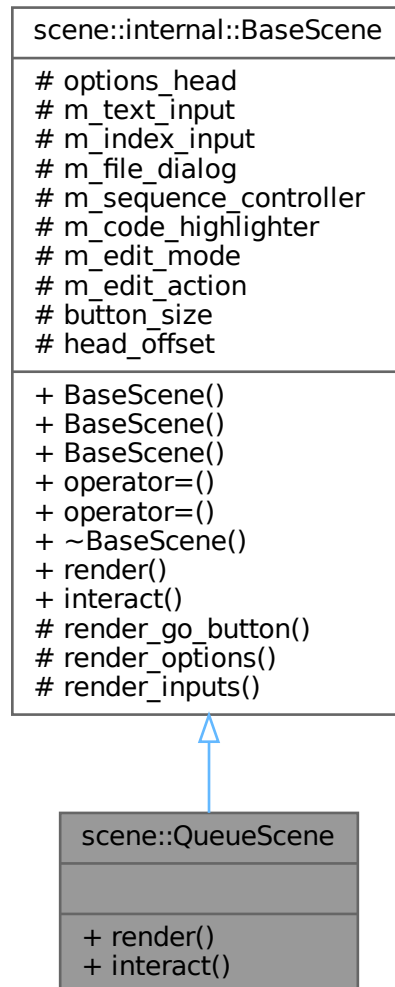 scene::internal::BaseScene
# options_head
# m_text_input
# m_index_input
# m_file_dialog
# m_sequence_controller
# m_code_highlighter
# m_edit_mode
# m_edit_action
# button_size
# head_offset
+ BaseScene()
+ BaseScene()
+ BaseScene()
+ operator=()
+ operator=()
+ ~BaseScene()
+ render()
+ interact()
# render_go_button()
# render_options()
# render_inputs()
scene::QueueScene
+ render()
+ interact()